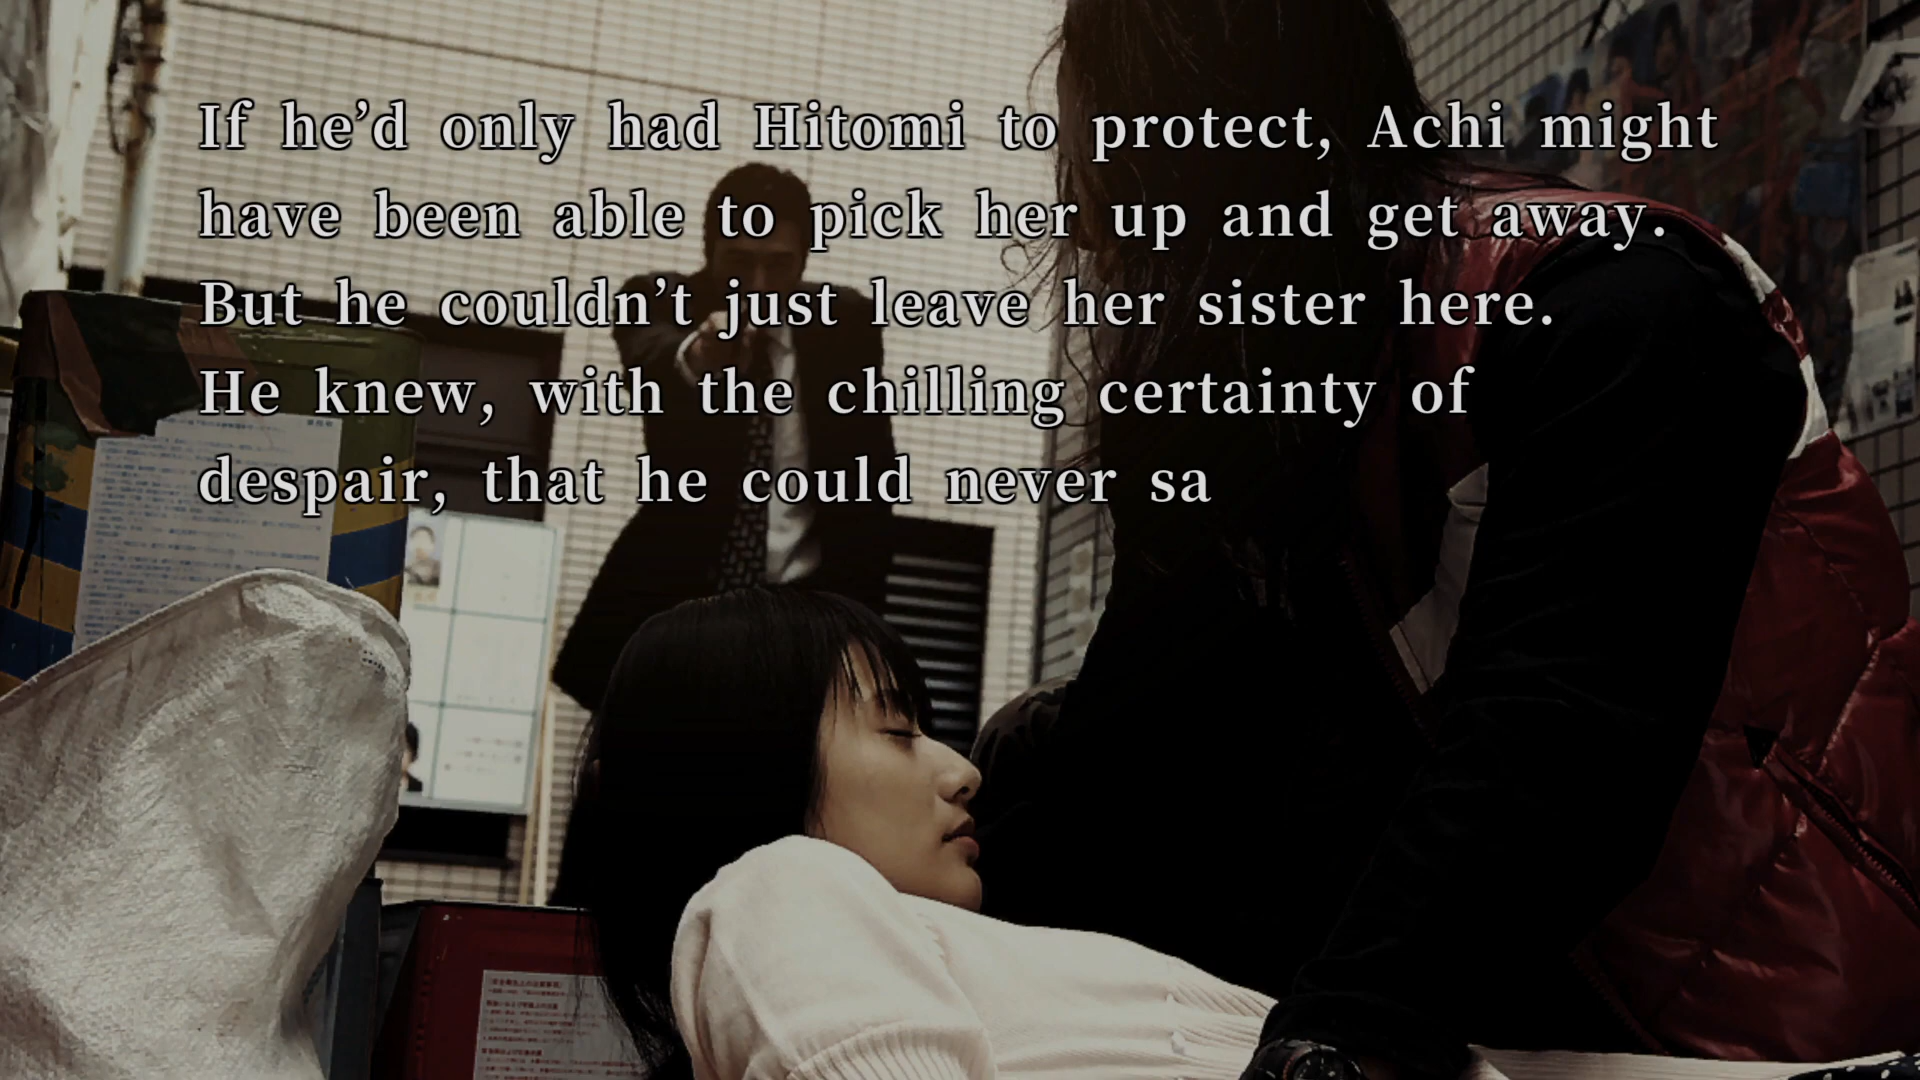 If he’d only had Hitomi to protect, Achi might
have been able to pick her up and get away.
But he couldn’t just leave her sister here.
He knew, with the chilling certainty of
despair, that he could never sa